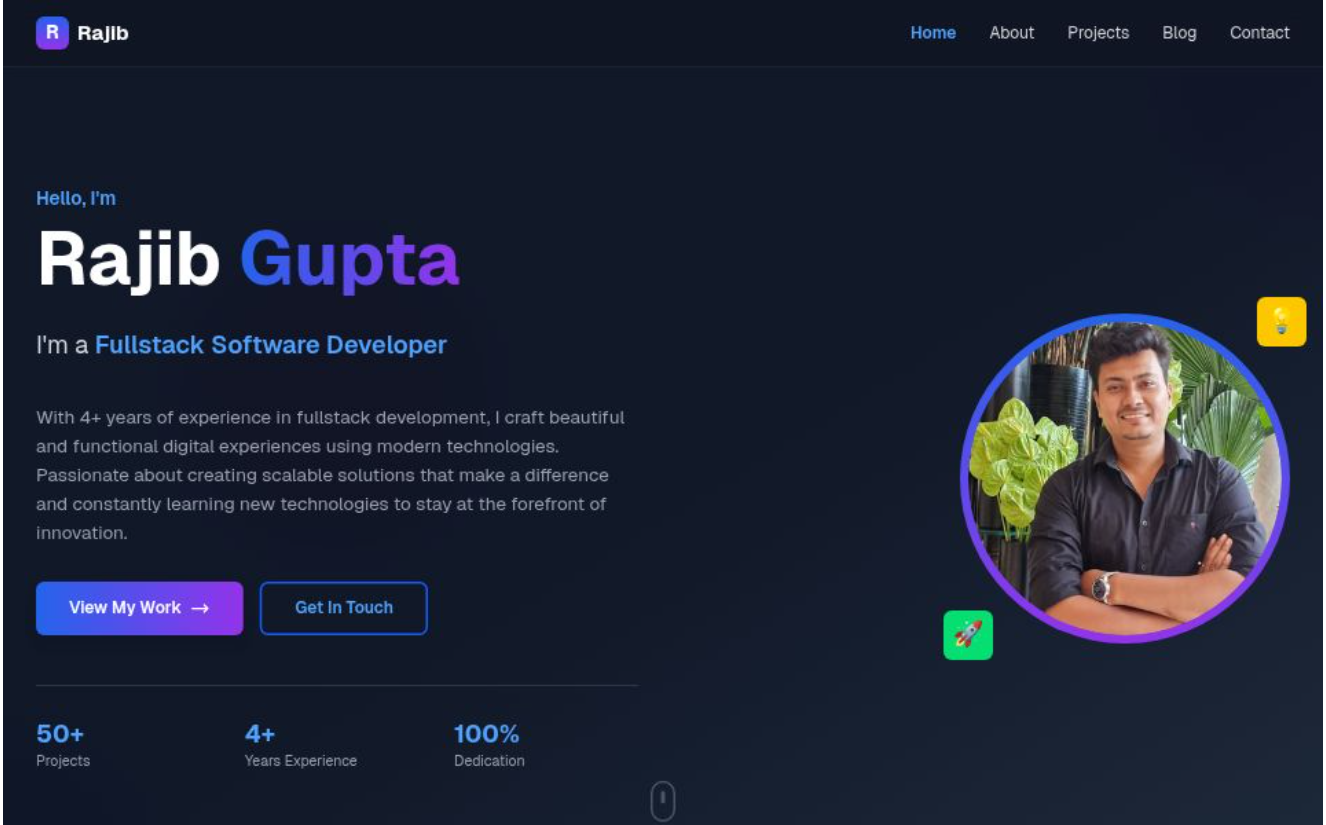 R Rajib
Home About Projects Blog Contact
Hello, I'm
Rajib Gupta
I'm a Fullstack Software Developer
With 4+ years of experience in fullstack development, I craft beautiful
and functional digital experiences using modern technologies.
Passionate about creating scalable solutions that make a difference
and constantly learning new technologies to stay at the forefront of
innovation.
View My Work →
Get In Touch
50+
Projects
4+
Years Experience
100%
Dedication